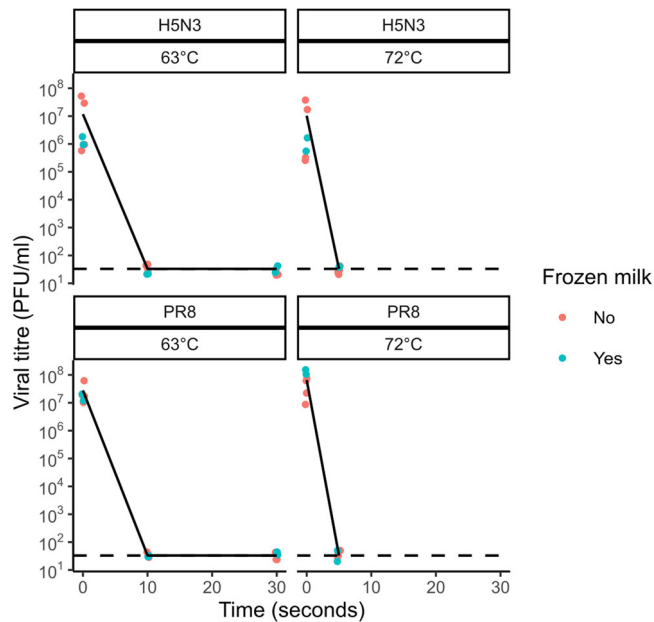 H5N3
63°C
H5N3
72°C
10⁸
10⁷
10⁶
10⁵
10⁴
10³
10²
10¹
PR8
63°C
PR8
72°C
10⁸
10⁷
10⁶
10⁵
10⁴
10³
10²
10¹
0 10 20 30
0 10 20 30
Time (seconds)
Viral titre (PFU/ml)
Frozen milk
No
Yes